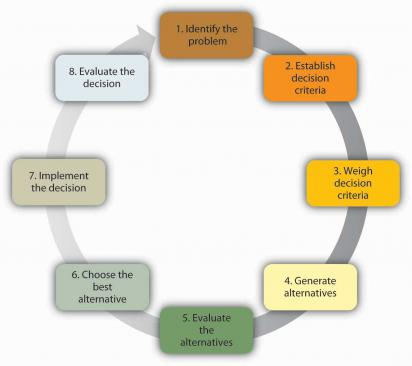 1. Identify the
problem
2. Establish
decision
criteria
3. Weigh
decision
criteria
4. Generate
alternatives
5. Evaluate
the
alternatives
6. Choose the
best
alternative
7. Implement
the decision
8. Evaluate the
decision